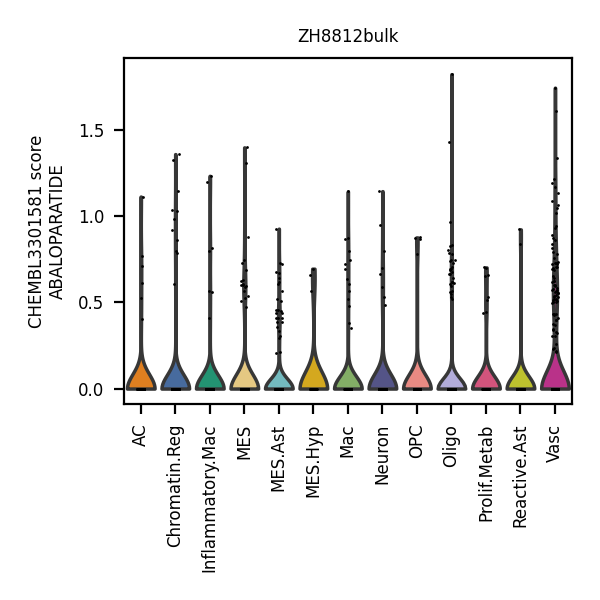 ZH8812bulk
CHEMBL3301581 score
ABALOPARATIDE
1.5
1.0
0.5
0.0
AC
Chromatin.Reg
Inflammatory.Mac
MES
MES.Ast
MES.Hyp
Mac
Neuron
OPC
Oligo
Prolif.Metab
Reactive.Ast
Vasc